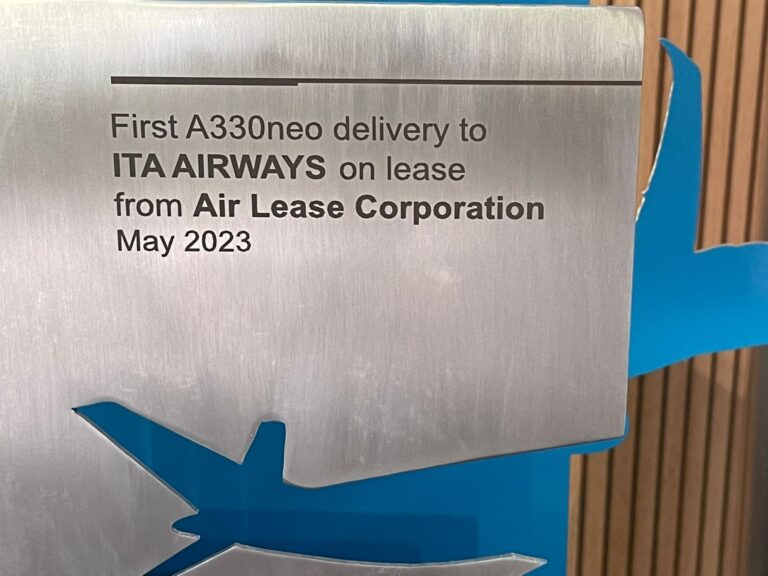 First A330neo delivery to
ITA AIRWAYS on lease
from Air Lease Corporation
May 2023